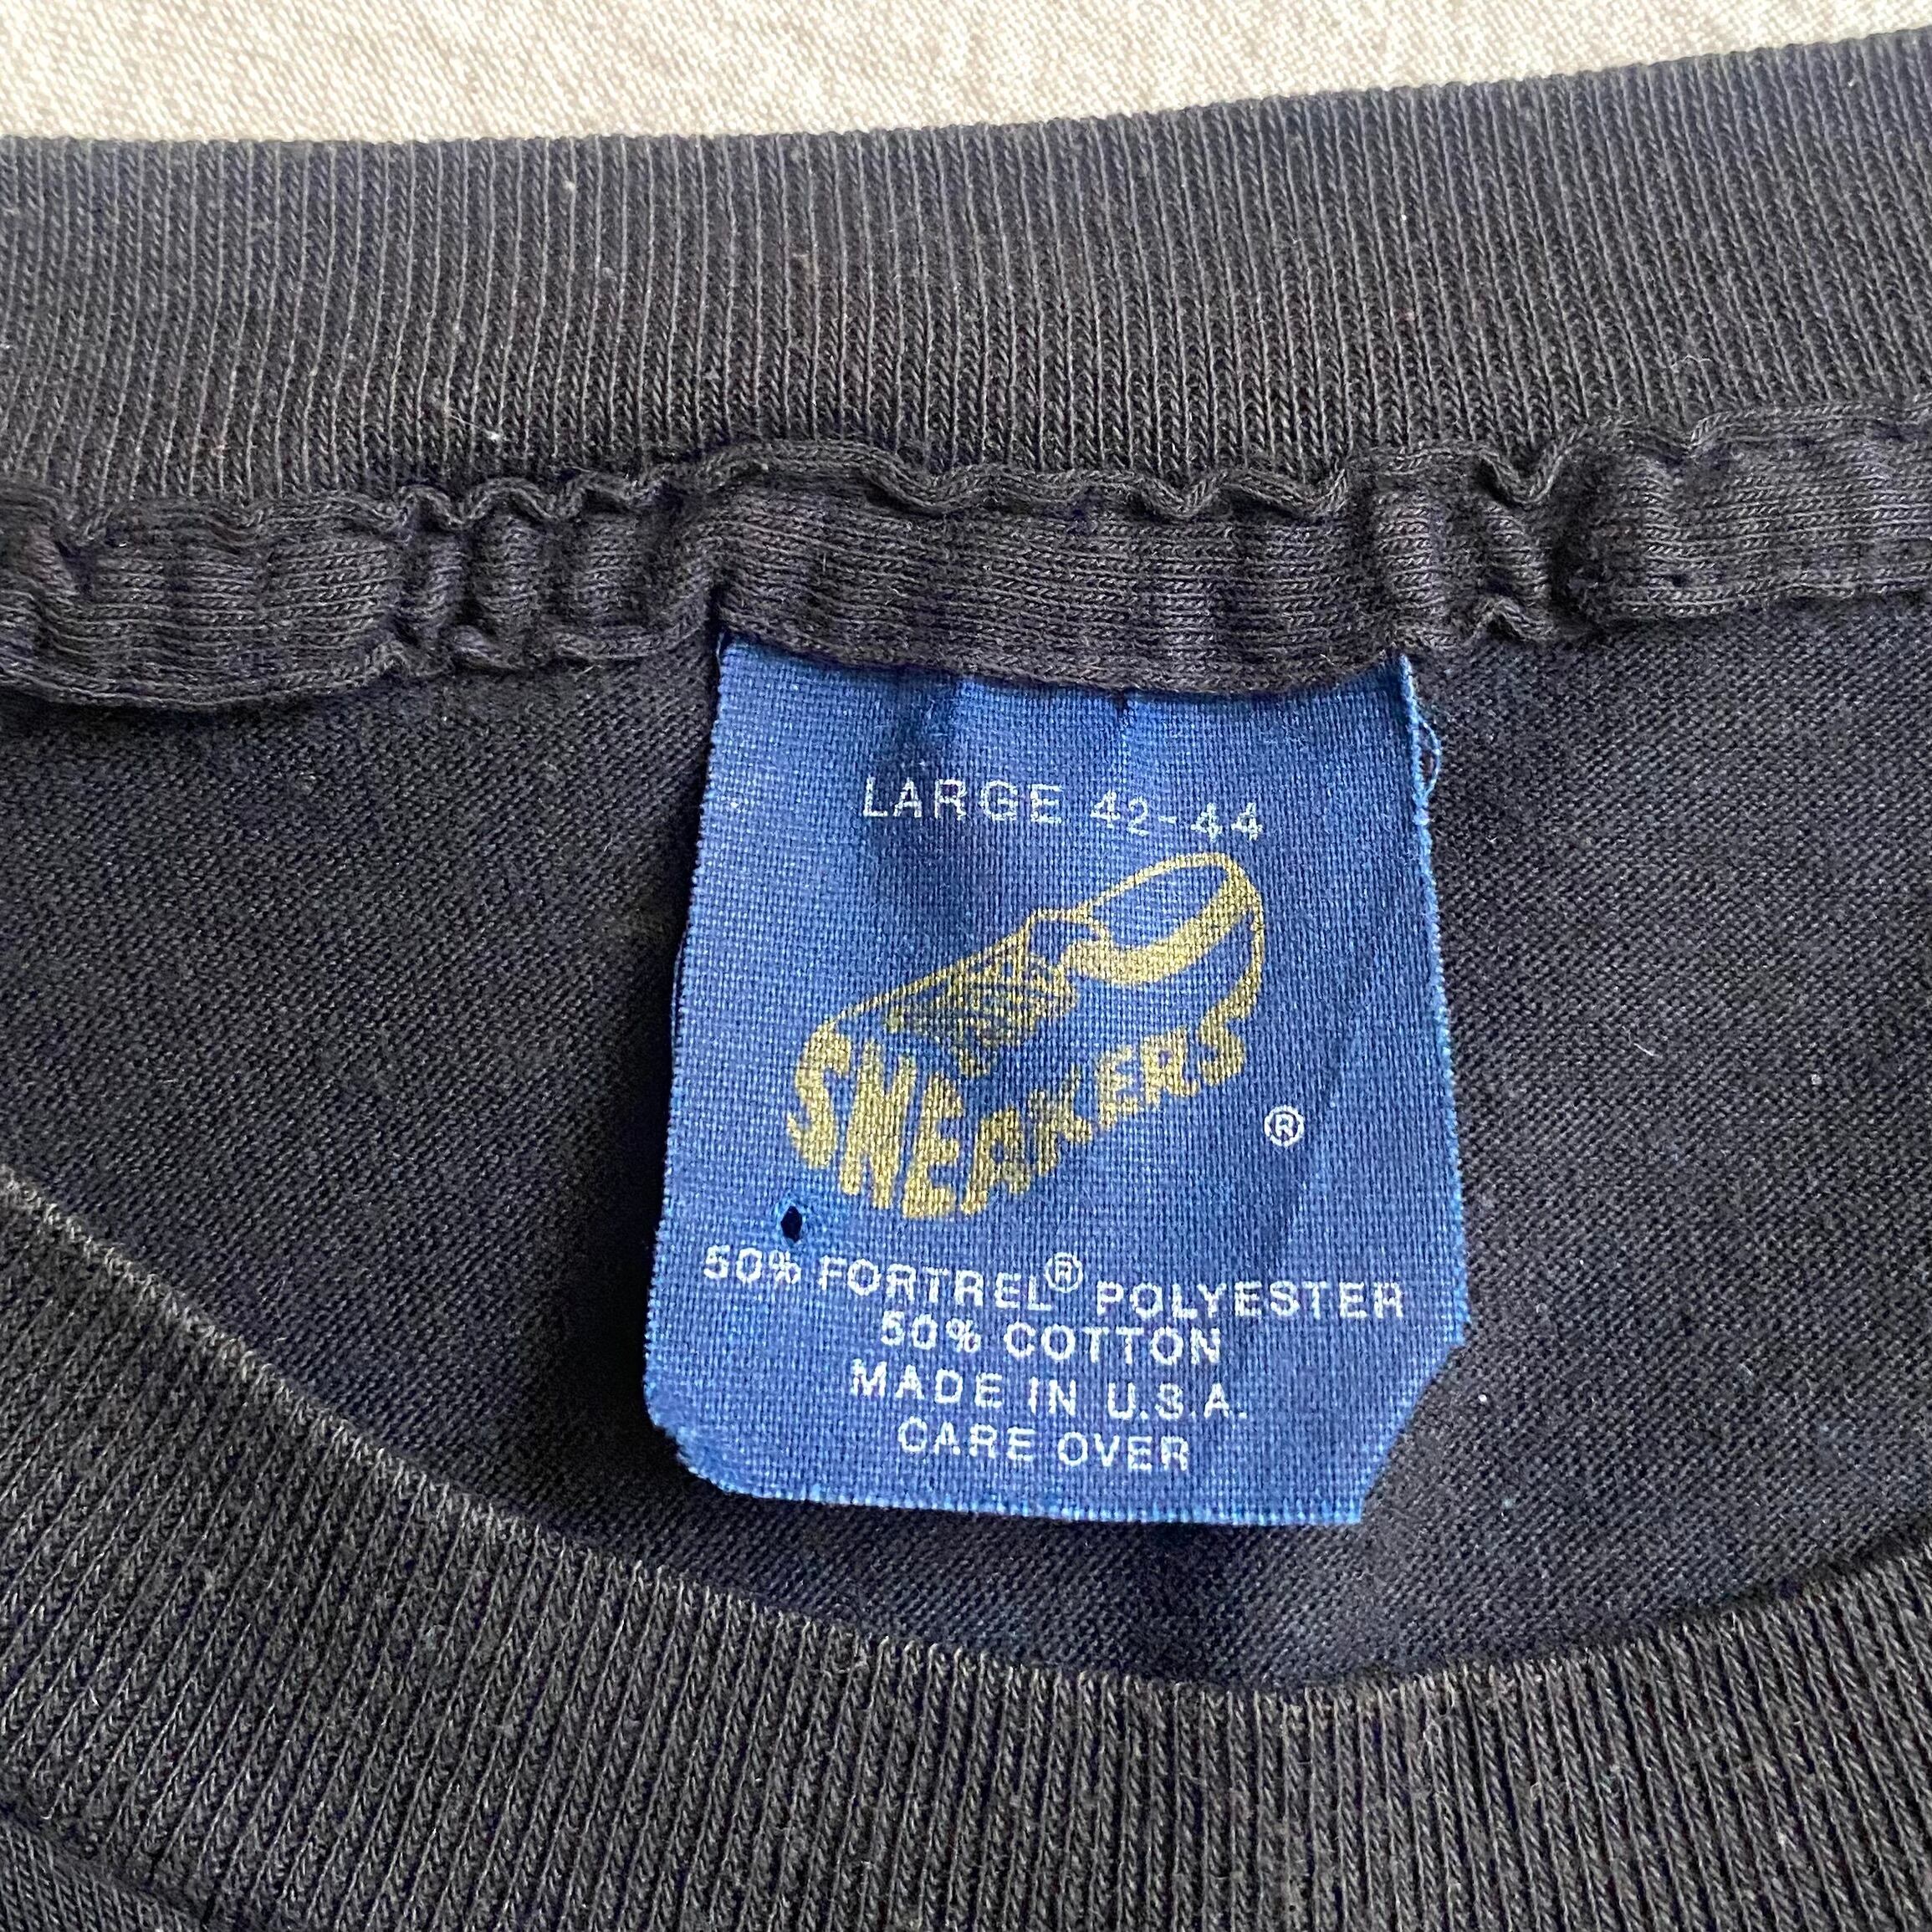 LARGE 42-44
SNEAKERS
®
50% FORTREL® POLYESTER
50% COTTON
MADE IN U.S.A.
CARE OVER